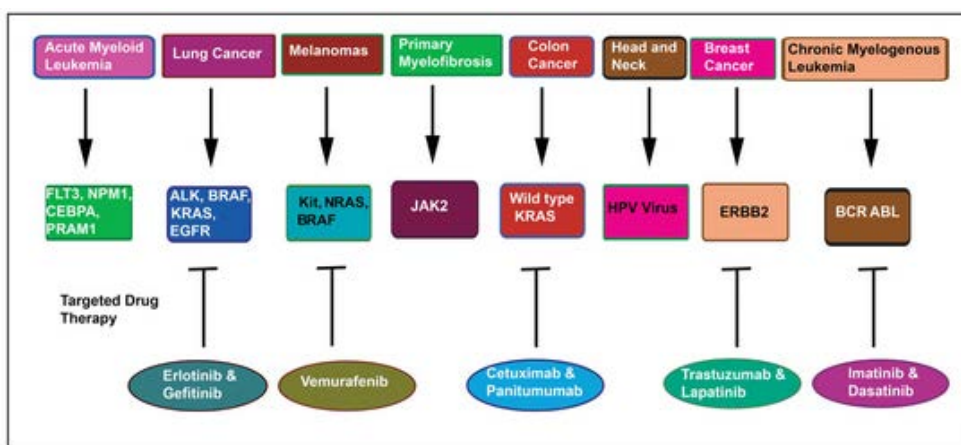 Acute Myeloid
Leukemia
Lung Cancer
Melanomas
Primary
Myelofibrosis
Colon
Cancer
Head and
Neck
Breast
Cancer
Chronic Myelogenous
Leukemia
FLT3, NPM1,
CEBPA,
PRAM1
ALK, BRAF,
KRAS,
EGFR
Kit, NRAS,
BRAF
JAK2
Wild type
KRAS
HPV Virus
ERBB2
BCR ABL
Targeted Drug
Therapy
Erlotinib &
Gefitinib
Vemurafenib
Cetuximab &
Panitumumab
Trastuzumab &
Lapatinib
Imatinib &
Dasatinib